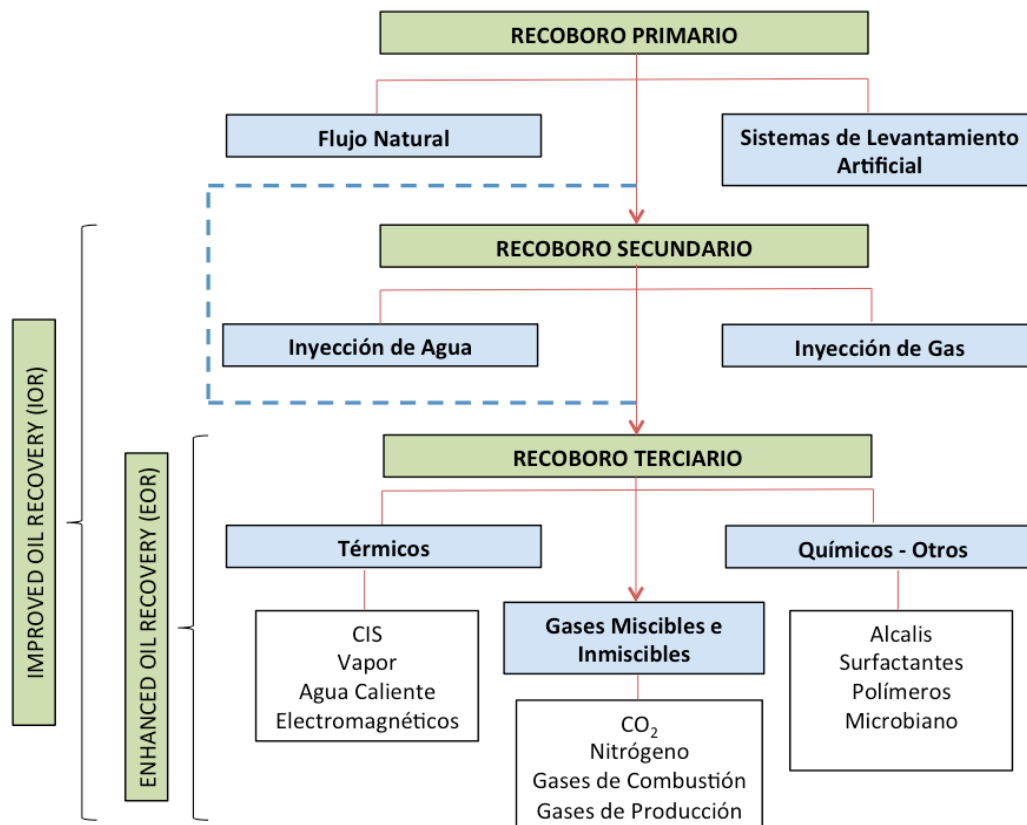 RECOBORO PRIMARIO
Flujo Natural
Sistemas de Levantamiento
Artificial
RECOBORO SECUNDARIO
Inyección de Agua
Inyección de Gas
IMPROVED OIL RECOVERY (IOR)
ENHANCED OIL RECOVERY (EOR)
RECOBORO TERCIARIO
Térmicos
Químicos - Otros
Gases Miscibles e
Inmiscibles
CIS
Vapor
Agua Caliente
Electromagnéticos
CO₂
Nitrógeno
Gases de Combustión
Gases de Producción
Alcalis
Surfactantes
Polímeros
Microbiano